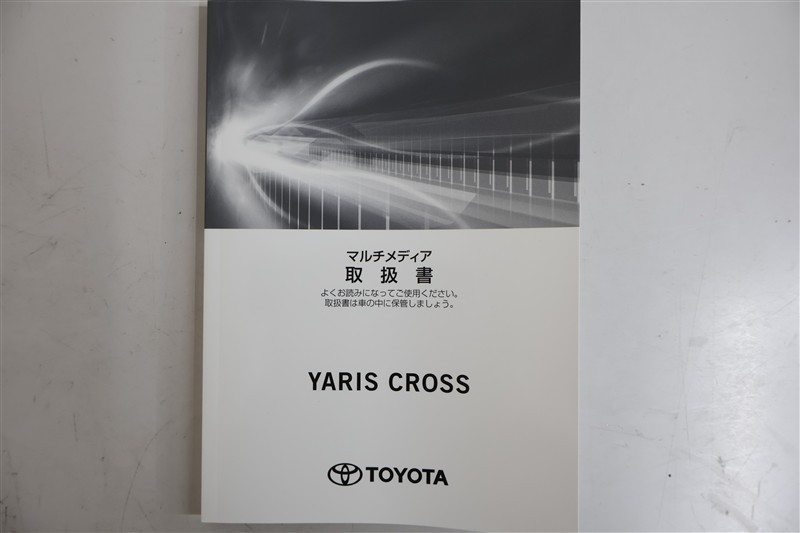 マルチメディア
取扱書
よくお読みになってご使用ください。
取扱書は車の中に保管しましょう。
YARIS CROSS
TOYOTA